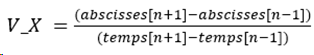 V_X = (abscisses[n+1]−abscisses[n−1]) / (temps[n+1]−temps[n−1])